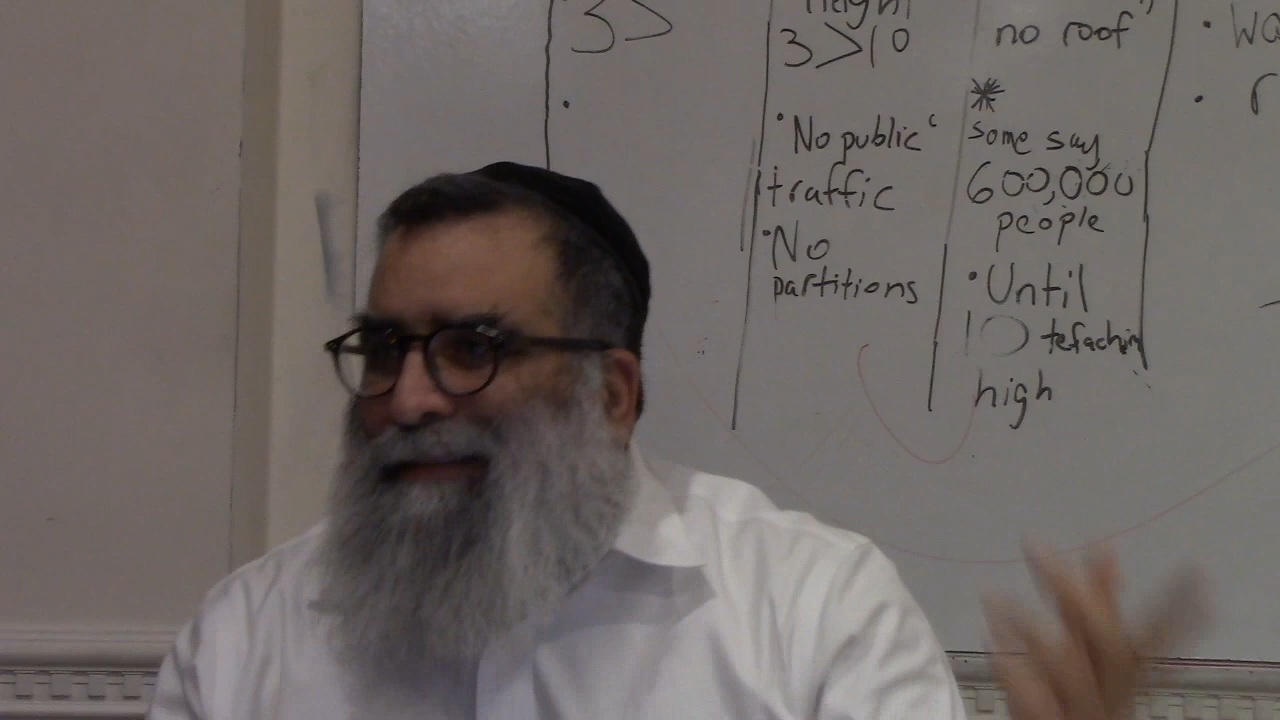 3>
height
3>10
• No public
traffic
• No
partitions
no roof
*
some say
600,000
people
• Until
10 tefachim
high
•
•